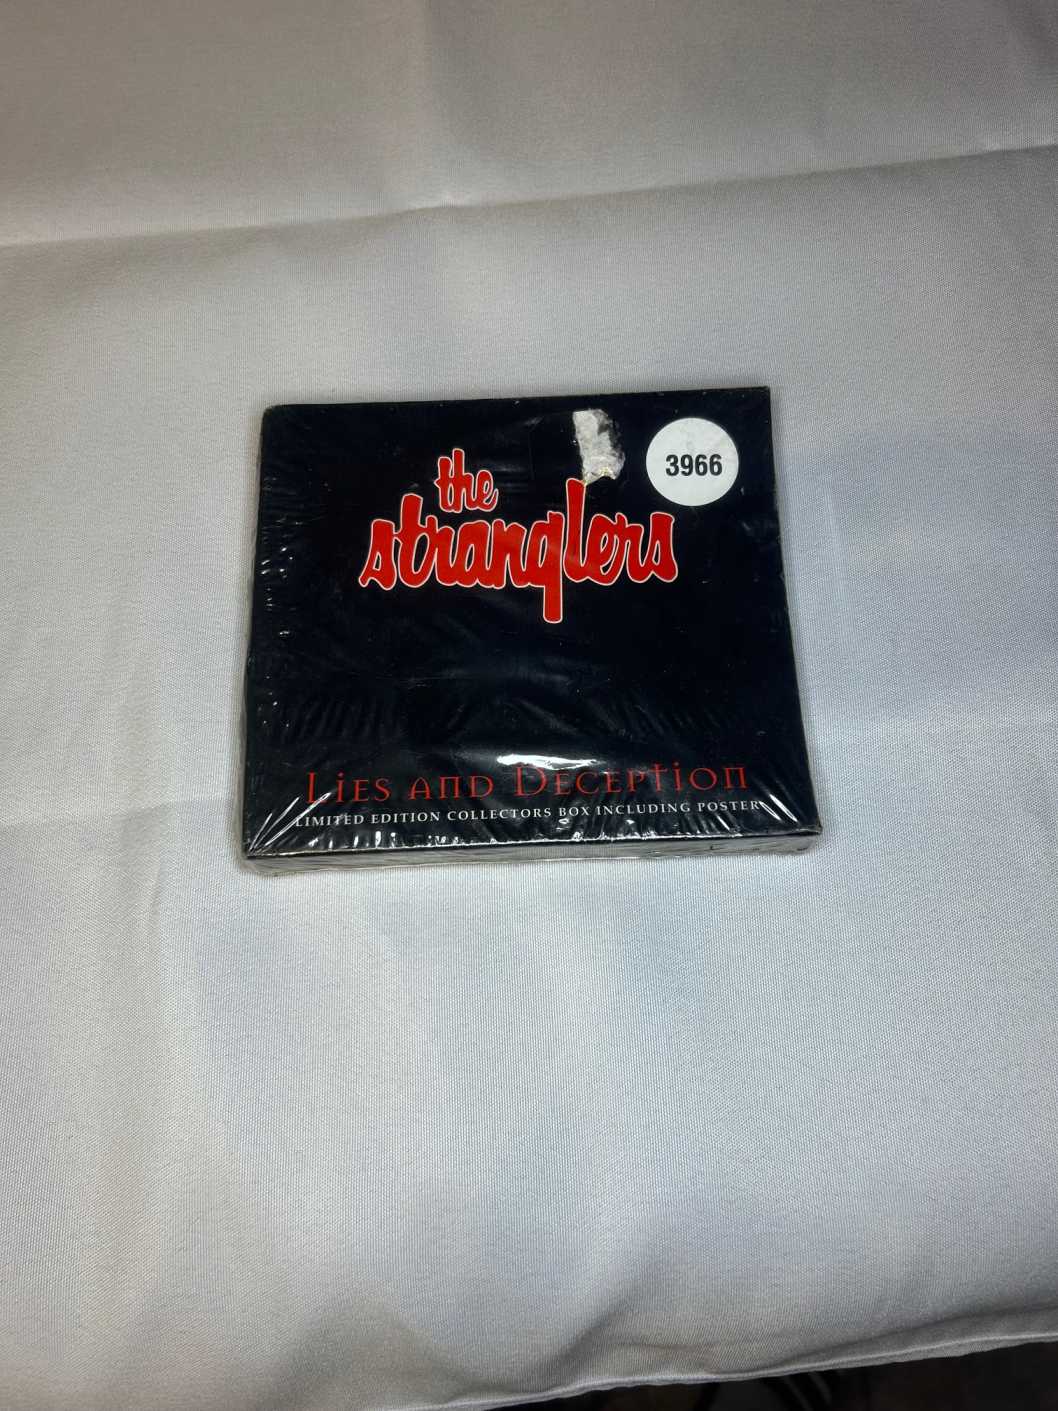 3966
the
stranglers
Lies and Deception
LIMITED EDITION COLLECTORS BOX INCLUDING POSTER